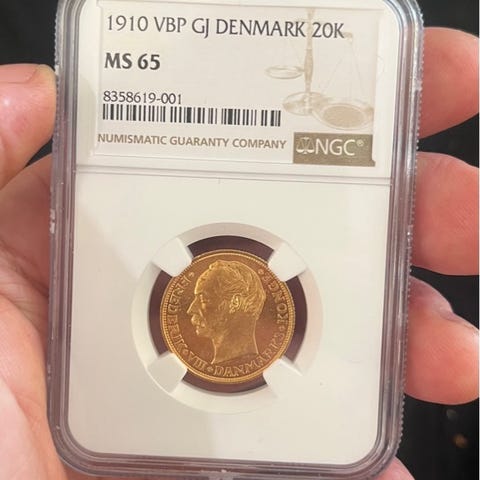 1910 VBP GJ DENMARK 20K
MS 65
8358619-001
NUMISMATIC GUARANTY COMPANY
NGC®
FREDERIK • VIII • DANMARKS • KONGE •